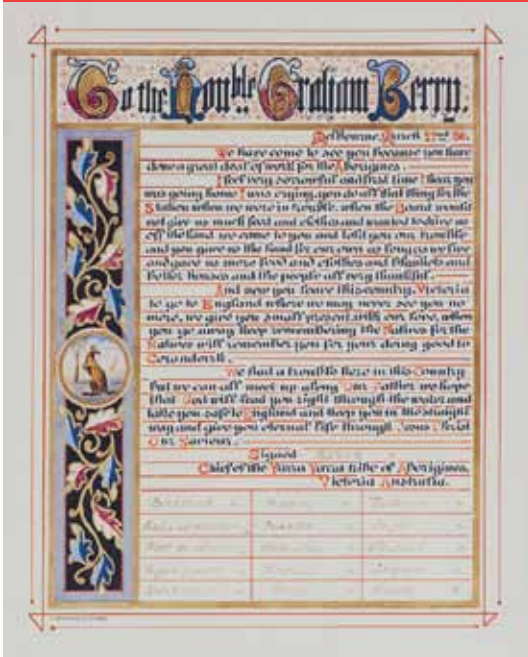 To the Honble. Graham Berry.
Melbourne, March 22nd 86.
We have come to see you because you have
done a great deal of work for the Aborigines.
I feel very sorrowful and first time I hear you
was going home I was crying, you do all that thing for the
Station when we were in trouble, when the Board would
not give us much food and clothes and wanted to drive us
off the land we came to you and told you our trouble
and you gave us the land for our own as long as we live
and gave us more food and clothes and blankets and
better houses and the people all very thankful.
And now you leave this country, Victoria
to go to England where we may never see you no
more, we give you small present with our love, when
you go away keep remembering the Natives for the
Natives will remember you for your doing good to
Coranderrk.
We had a trouble here in this Country
but we can all meet up along Our Father we hope
that God will lead you right through the water and
take you safe to England and keep you in the straight
way and give you eternal life through Jesus Christ
Our Saviour.
Signed
Chief of the Yarra Yarra tribe of Aborigines,
Victoria Australia.